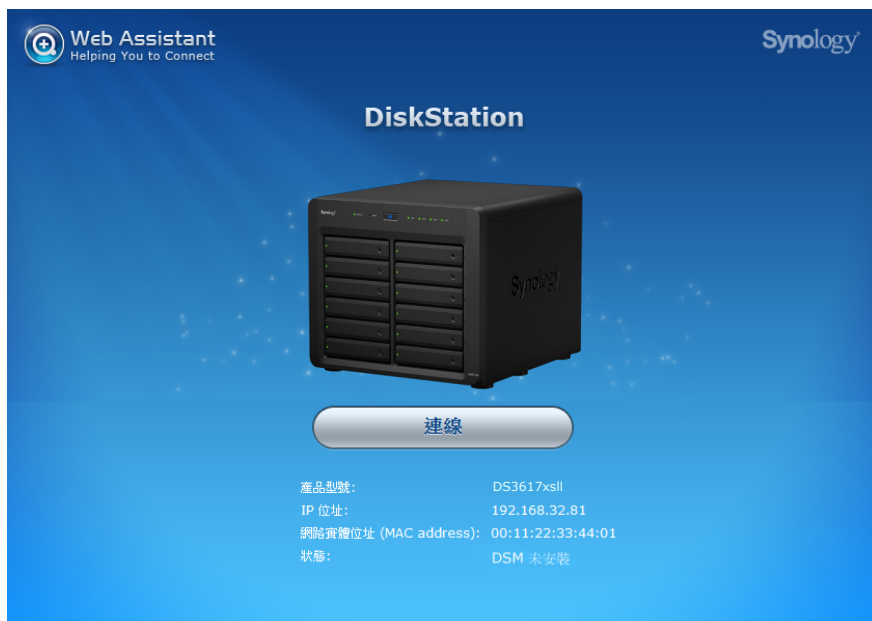 Web Assistant
Helping You to Connect
Synology
DiskStation
Synology
連線
產品型號: DS3617xsII
IP 位址: 192.168.32.81
網路實體位址 (MAC address): 00:11:22:33:44:01
狀態: DSM 未安裝